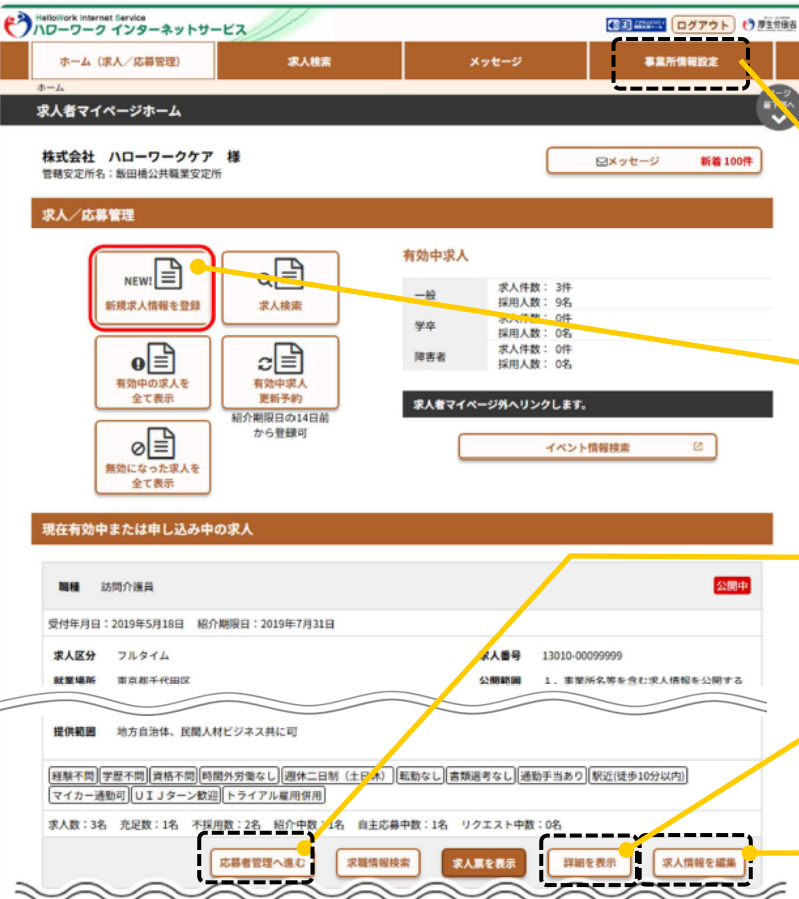 HelloWork Internet Service
ハローワーク インターネットサービス
ログアウト
厚生労働省
ホーム（求人／応募管理）
求人検索
メッセージ
事業所情報設定
ホーム
求人者マイページホーム
株式会社　ハローワークケア　様
管轄安定所名：飯田橋公共職業安定所
メッセージ
新着 100件
求人／応募管理
NEW!
新規求人情報を登録
求人検索
有効中の求人を
全て表示
有効中求人
更新予約
紹介期限日の14日前
から登録可
無効になった求人を
全て表示
有効中求人
一般
求人件数： 3件
採用人数： 9名
学卒
求人件数： 0件
採用人数： 0名
障害者
求人件数： 0件
採用人数： 0名
求人者マイページ外へリンクします。
イベント情報検索
現在有効中または申し込み中の求人
職種　訪問介護員
公開中
受付年月日：2019年5月18日　紹介期限日：2019年7月31日
求人区分　フルタイム
求人番号　13010-00099999
就業場所　東京都千代田区
公開範囲　１．事業所名等を含む求人情報を公開する
提供範囲　地方自治体、民間人材ビジネス共に可
経験不問 学歴不問 資格不問 時間外労働なし 週休二日制（土日休） 転勤なし 書類選考なし 通勤手当あり 駅近(徒歩10分以内)
マイカー通勤可 ＵＩＪターン歓迎 トライアル雇用併用
求人数：3名　充足数：1名　不採用数：2名　紹介中数：1名　自主応募中数：1名　リクエスト中数：0名
応募者管理へ進む
求職情報検索
求人票を表示
詳細を表示
求人情報を編集